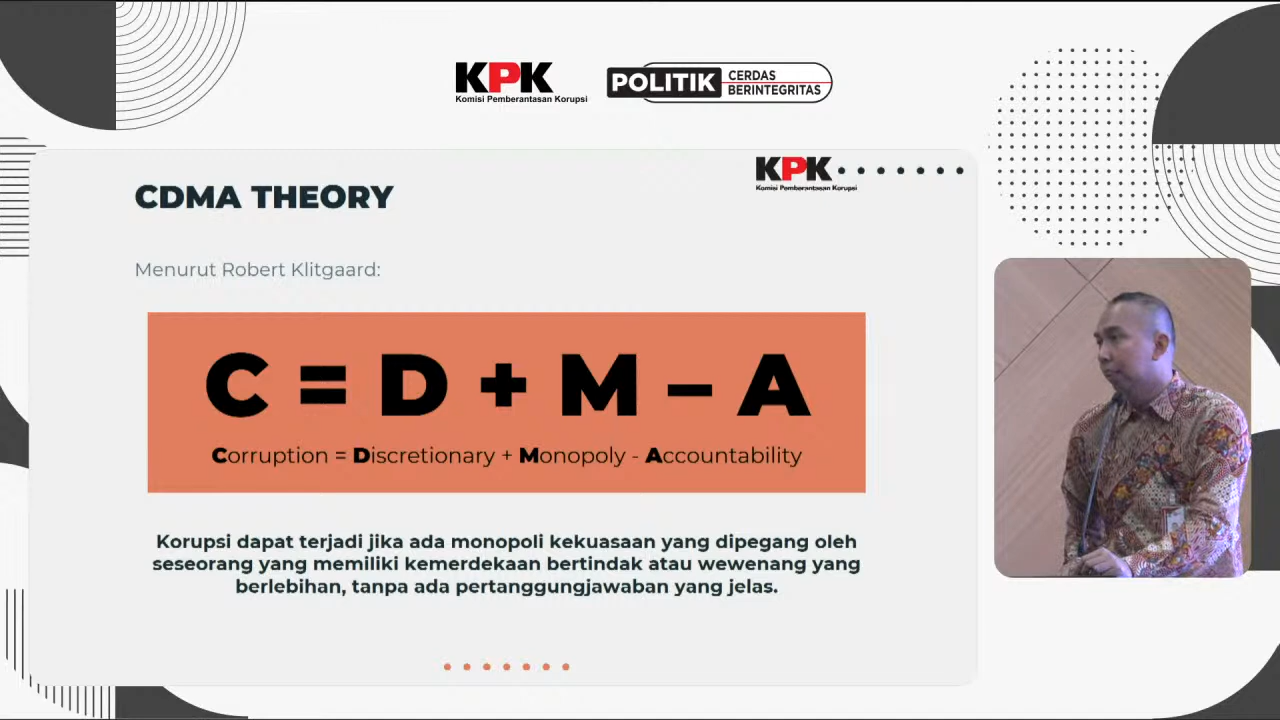 KPK
Komisi Pemberantasan Korupsi
POLITIK CERDAS BERINTEGRITAS
KPK
Komisi Pemberantasan Korupsi
CDMA THEORY
Menurut Robert Klitgaard:
C = D + M – A
Corruption = Discretionary + Monopoly - Accountability
Korupsi dapat terjadi jika ada monopoli kekuasaan yang dipegang oleh
seseorang yang memiliki kemerdekaan bertindak atau wewenang yang
berlebihan, tanpa ada pertanggungjawaban yang jelas.